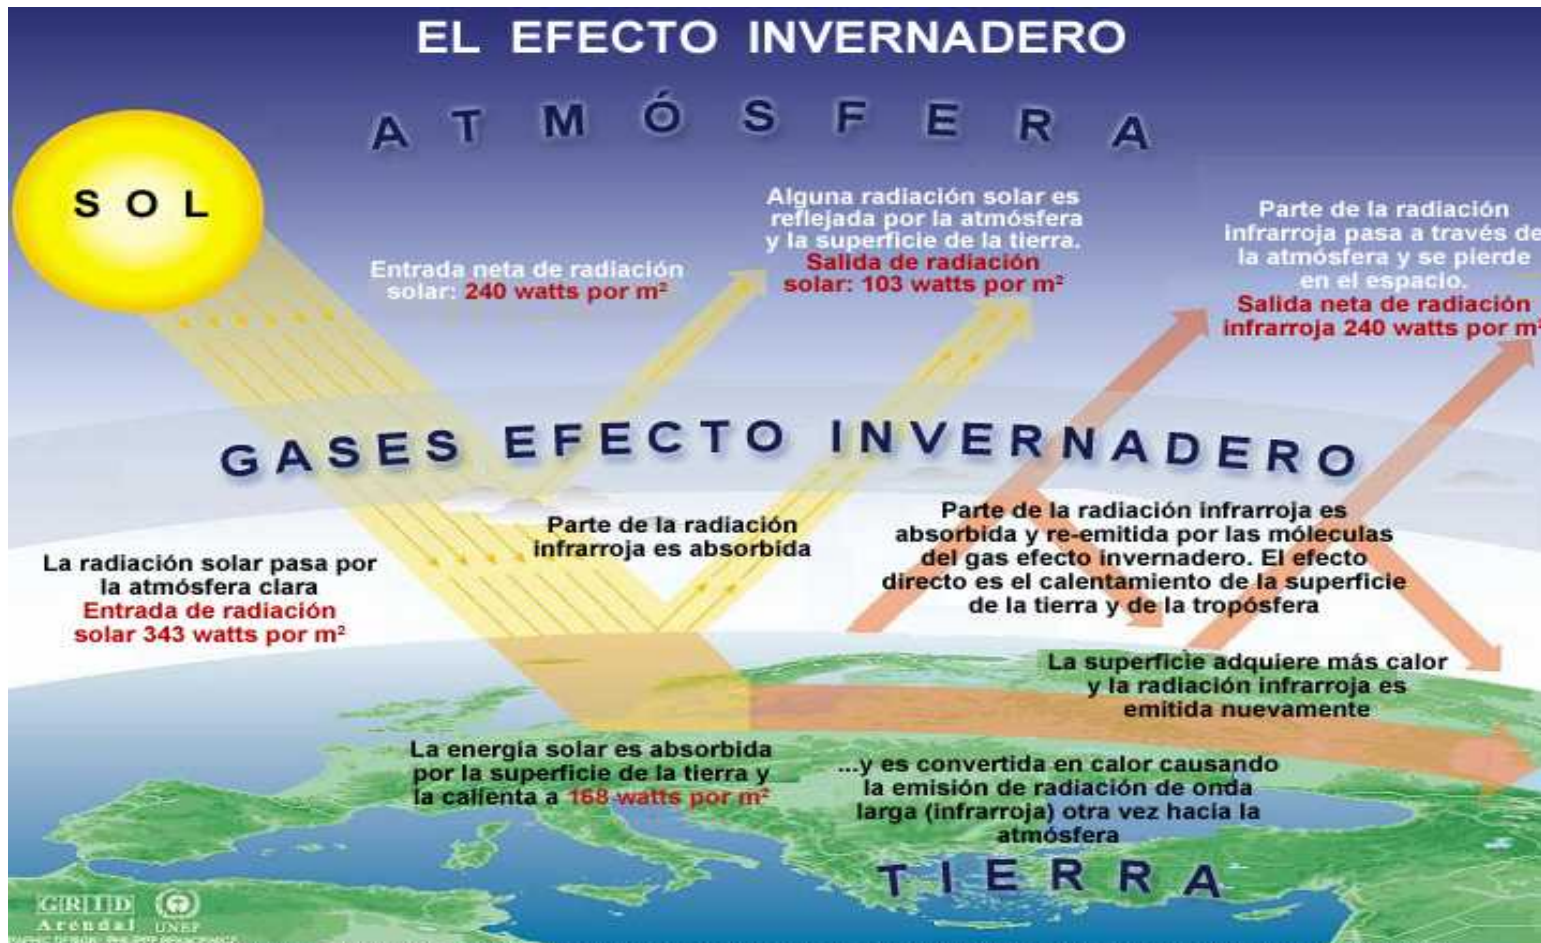 EL EFECTO INVERNADERO
ATMÓSFERA
SOL
Entrada neta de radiación
solar: 240 watts por m²
Alguna radiación solar es
reflejada por la atmósfera
y la superficie de la tierra.
Salida de radiación
solar: 103 watts por m²
Parte de la radiación
infrarroja pasa a través de
la atmósfera y se pierde
en el espacio.
Salida neta de radiación
infrarroja 240 watts por m²
GASES EFECTO INVERNADERO
La radiación solar pasa por
la atmósfera clara
Entrada de radiación
solar 343 watts por m²
Parte de la radiación
infrarroja es absorbida
Parte de la radiación infrarroja es
absorbida y re-emitida por las móleculas
del gas efecto invernadero. El efecto
directo es el calentamiento de la superficie
de la tierra y de la tropósfera
La superficie adquiere más calor
y la radiación infrarroja es
emitida nuevamente
La energía solar es absorbida
por la superficie de la tierra y
la calienta a 168 watts por m²
...y es convertida en calor causando
la emisión de radiación de onda
larga (infrarroja) otra vez hacia la
atmósfera
TIERRA
GRID
Arendal
UNEP